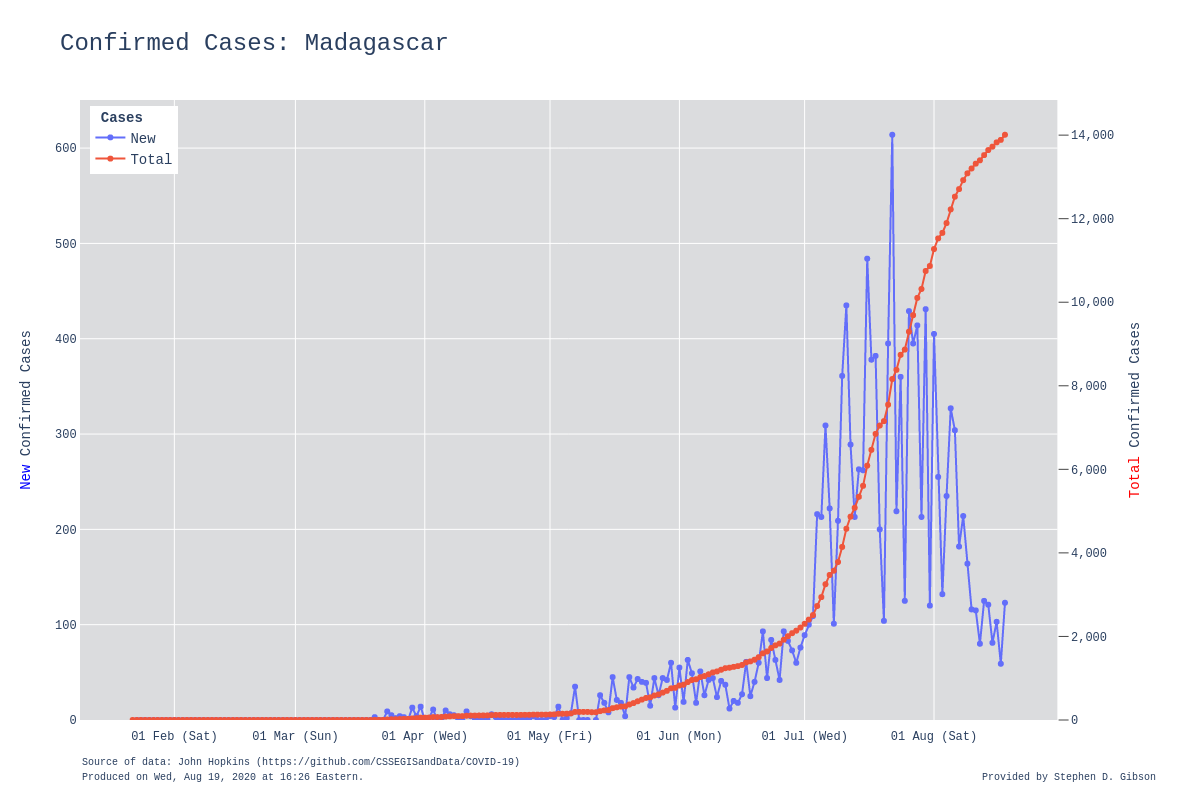 Confirmed Cases: Madagascar
Cases
New
Total
600
500
400
300
200
100
0
New Confirmed Cases
14,000
12,000
10,000
8,000
6,000
4,000
2,000
0
Total Confirmed Cases
01 Feb (Sat) 01 Mar (Sun) 01 Apr (Wed) 01 May (Fri) 01 Jun (Mon) 01 Jul (Wed) 01 Aug (Sat)
Source of data: John Hopkins (https://github.com/CSSEGISandData/COVID-19)
Produced on Wed, Aug 19, 2020 at 16:26 Eastern.
Provided by Stephen D. Gibson